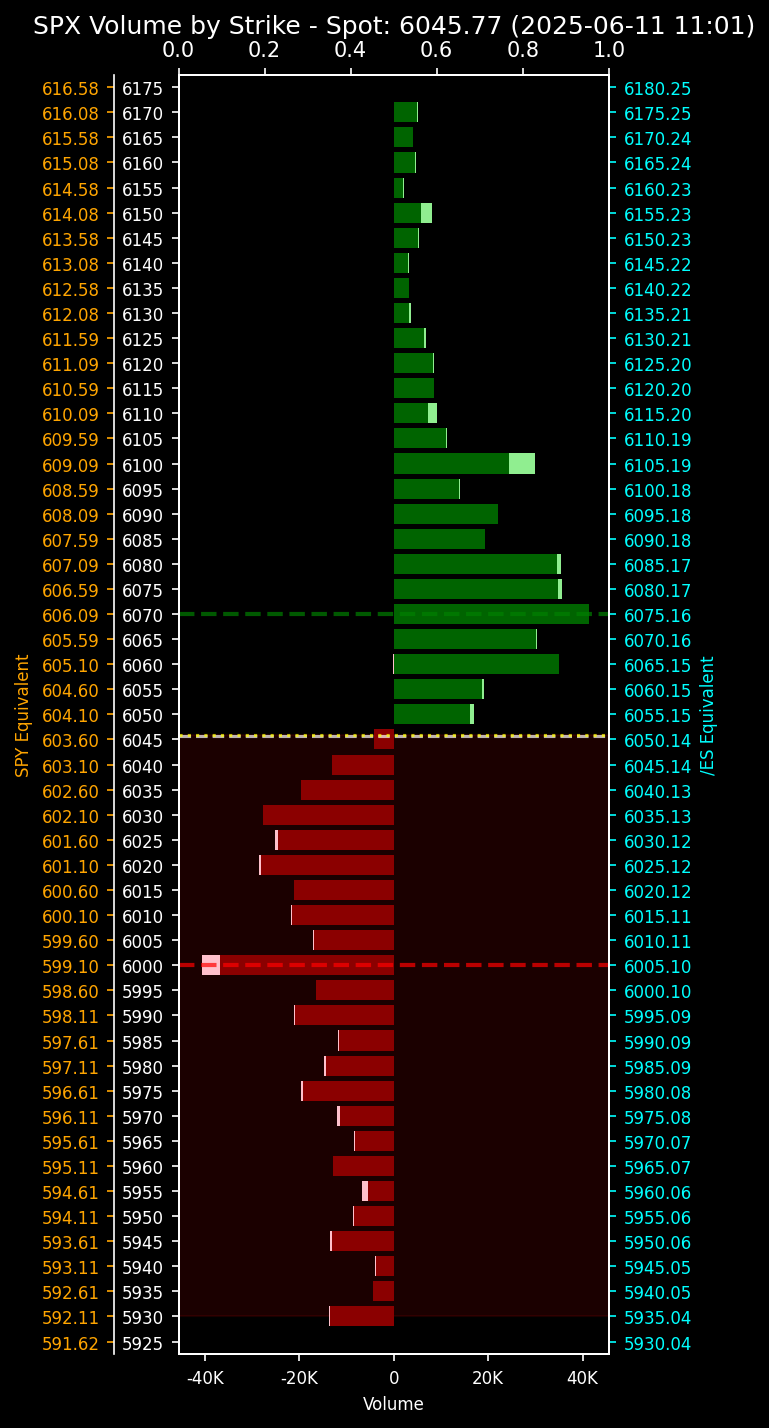 SPX Volume by Strike - Spot: 6045.77 (2025-06-11 11:01)
0.0 0.2 0.4 0.6 0.8 1.0
616.58 6175 6180.25
616.08 6170 6175.25
615.58 6165 6170.24
615.08 6160 6165.24
614.58 6155 6160.23
614.08 6150 6155.23
613.58 6145 6150.23
613.08 6140 6145.22
612.58 6135 6140.22
612.08 6130 6135.21
611.59 6125 6130.21
611.09 6120 6125.20
610.59 6115 6120.20
610.09 6110 6115.20
609.59 6105 6110.19
609.09 6100 6105.19
608.59 6095 6100.18
608.09 6090 6095.18
607.59 6085 6090.18
607.09 6080 6085.17
606.59 6075 6080.17
606.09 6070 6075.16
605.59 6065 6070.16
605.10 6060 6065.15
604.60 6055 6060.15
604.10 6050 6055.15
603.60 6045 6050.14
603.10 6040 6045.14
602.60 6035 6040.13
602.10 6030 6035.13
601.60 6025 6030.12
601.10 6020 6025.12
600.60 6015 6020.12
600.10 6010 6015.11
599.60 6005 6010.11
599.10 6000 6005.10
598.60 5995 6000.10
598.11 5990 5995.09
597.61 5985 5990.09
597.11 5980 5985.09
596.61 5975 5980.08
596.11 5970 5975.08
595.61 5965 5970.07
595.11 5960 5965.07
594.61 5955 5960.06
594.11 5950 5955.06
593.61 5945 5950.06
593.11 5940 5945.05
592.61 5935 5940.05
592.11 5930 5935.04
591.62 5925 5930.04
SPY Equivalent
/ES Equivalent
-40K -20K 0 20K 40K
Volume